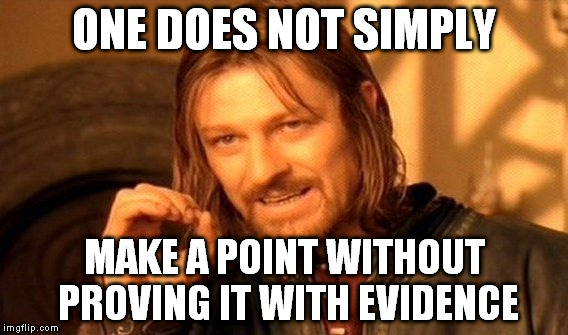 ONE DOES NOT SIMPLY
MAKE A POINT WITHOUT
PROVING IT WITH EVIDENCE
imgflip.com